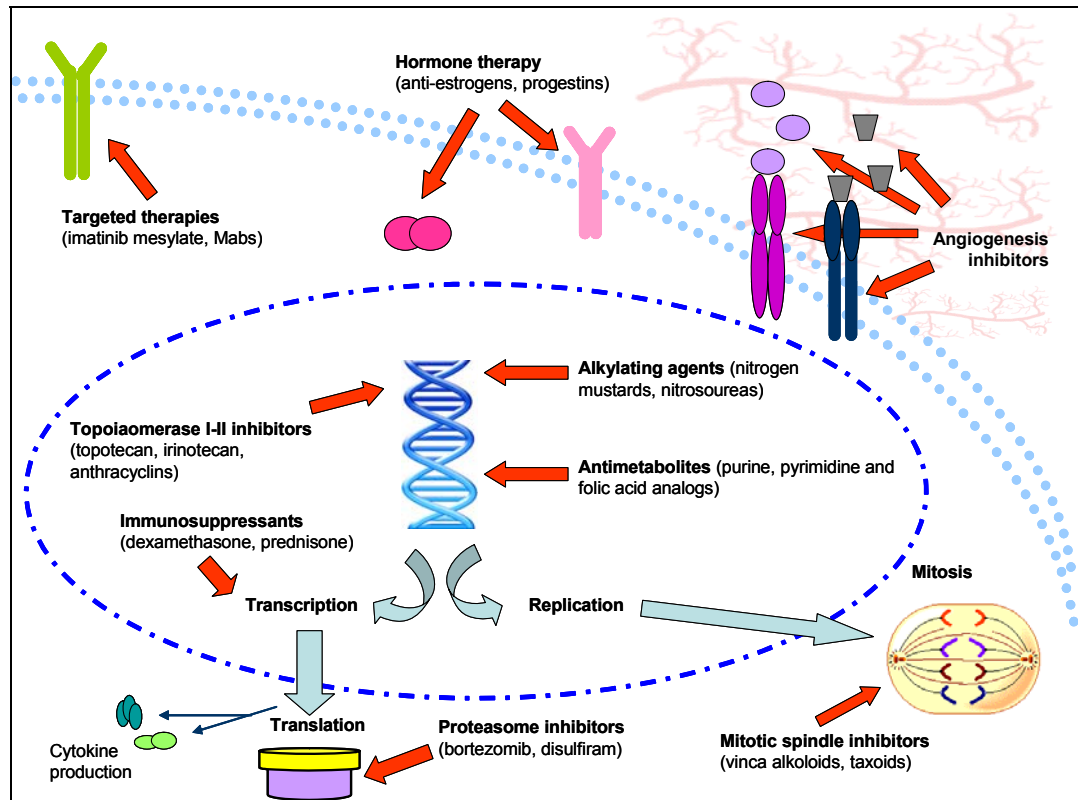 Hormone therapy
(anti-estrogens, progestins)
Targeted therapies
(imatinib mesylate, Mabs)
Angiogenesis
inhibitors
Alkylating agents (nitrogen
mustards, nitrosoureas)
Topoiaomerase I-II inhibitors
(topotecan, irinotecan,
anthracyclins)
Antimetabolites (purine, pyrimidine and
folic acid analogs)
Immunosuppressants
(dexamethasone, prednisone)
Transcription
Replication
Mitosis
Translation
Cytokine
production
Proteasome inhibitors
(bortezomib, disulfiram)
Mitotic spindle inhibitors
(vinca alkoloids, taxoids)